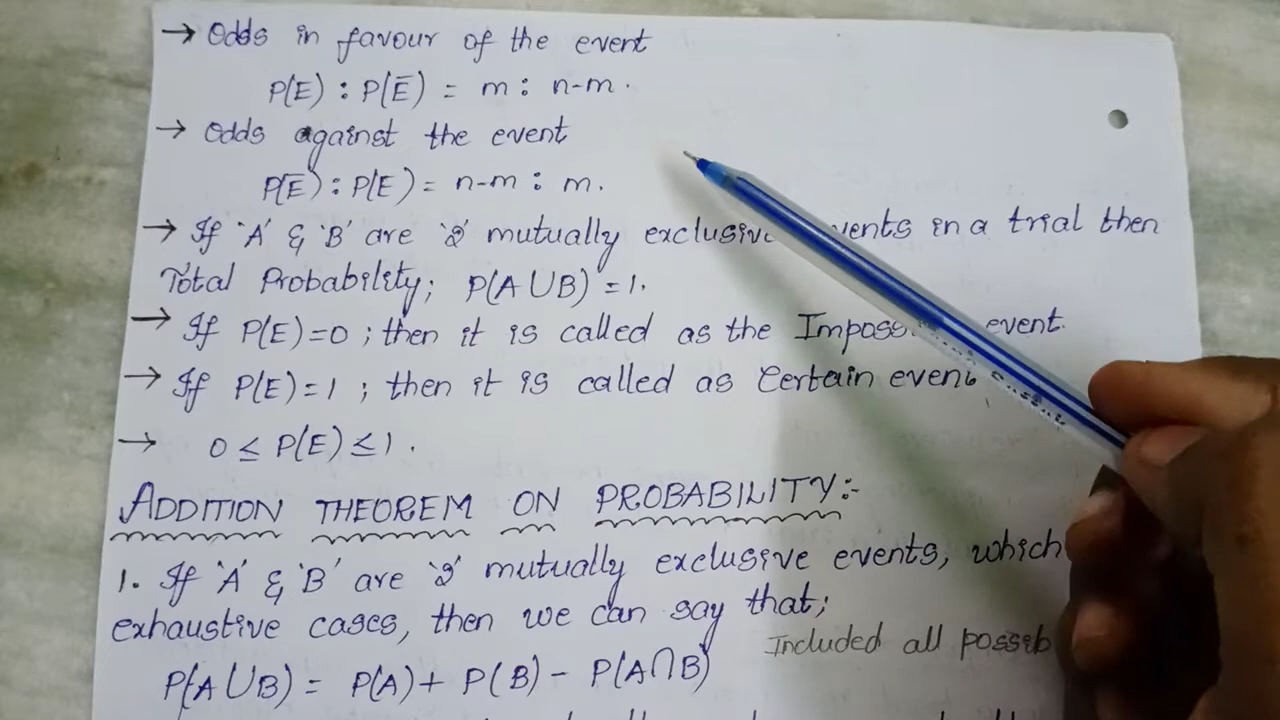 → Odds in favour of the event
P(E) : P(E̅) = m : n-m.
→ Odds against the event
P(E̅) : P(E) = n-m : m.
→ If 'A' & 'B' are '2' mutually exclusive events in a trial then
Total Probability; P(A∪B) = 1.
→ If P(E)=0 ; then it is called as the event.
→ If P(E)=1 ; then it is called as Certain event
→ 0 ≤ P(E) ≤ 1.
ADDITION THEOREM ON PROBABILITY:-
1. If 'A' & 'B' are '2' mutually exclusive events, which
exhaustive cases, then we can say that;
Included all
P(A∪B) = P(A) + P(B) - P(A∩B)